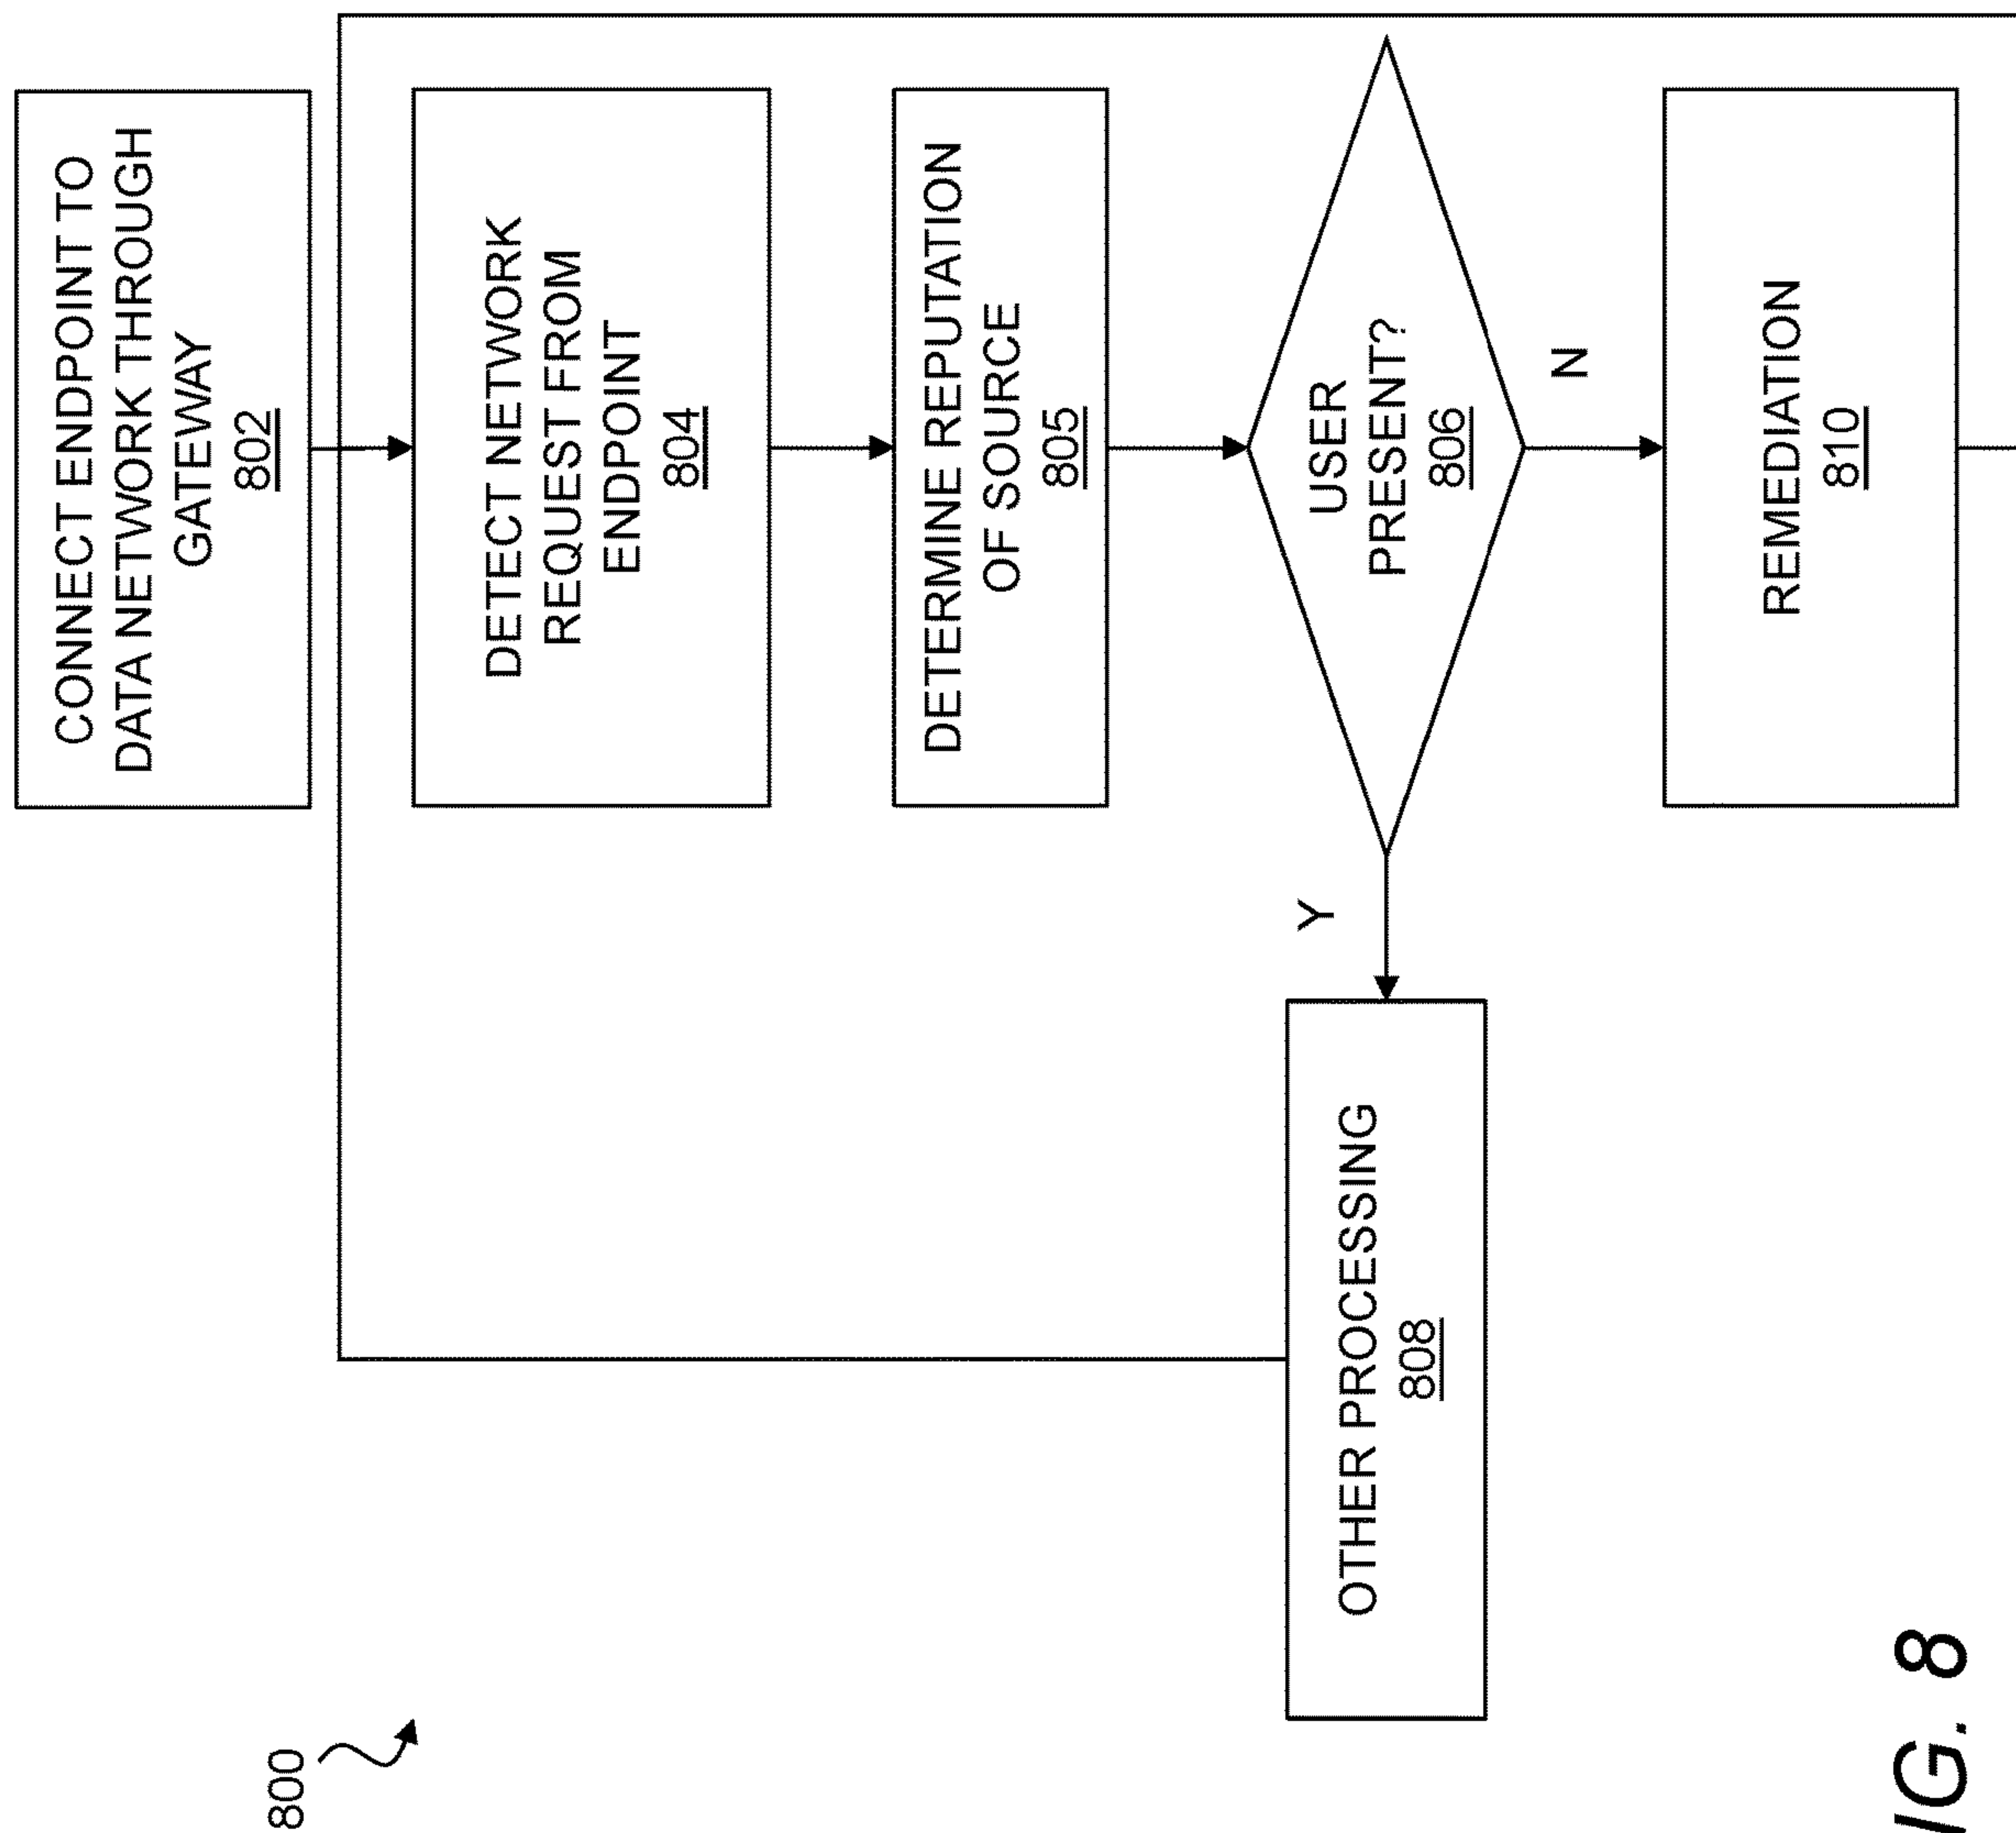 800
CONNECT ENDPOINT TO
DATA NETWORK THROUGH
GATEWAY
802
DETECT NETWORK
REQUEST FROM
ENDPOINT
804
DETERMINE REPUTATION
OF SOURCE
805
USER
PRESENT?
806
Y
N
OTHER PROCESSING
808
REMEDIATION
810
IG. 8